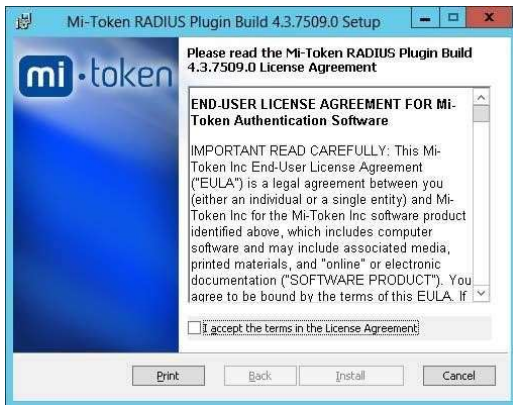 Mi-Token RADIUS Plugin Build 4.3.7509.0 Setup
mi·token
Please read the Mi-Token RADIUS Plugin Build
4.3.7509.0 License Agreement
END-USER LICENSE AGREEMENT FOR Mi-
Token Authentication Software
IMPORTANT READ CAREFULLY: This Mi-
Token Inc End-User License Agreement
("EULA") is a legal agreement between you
(either an individual or a single entity) and Mi-
Token Inc for the Mi-Token Inc software product
identified above, which includes computer
software and may include associated media,
printed materials, and "online" or electronic
documentation ("SOFTWARE PRODUCT"). You
agree to be bound by the terms of this EULA. If
I accept the terms in the License Agreement
Print
Back
Install
Cancel